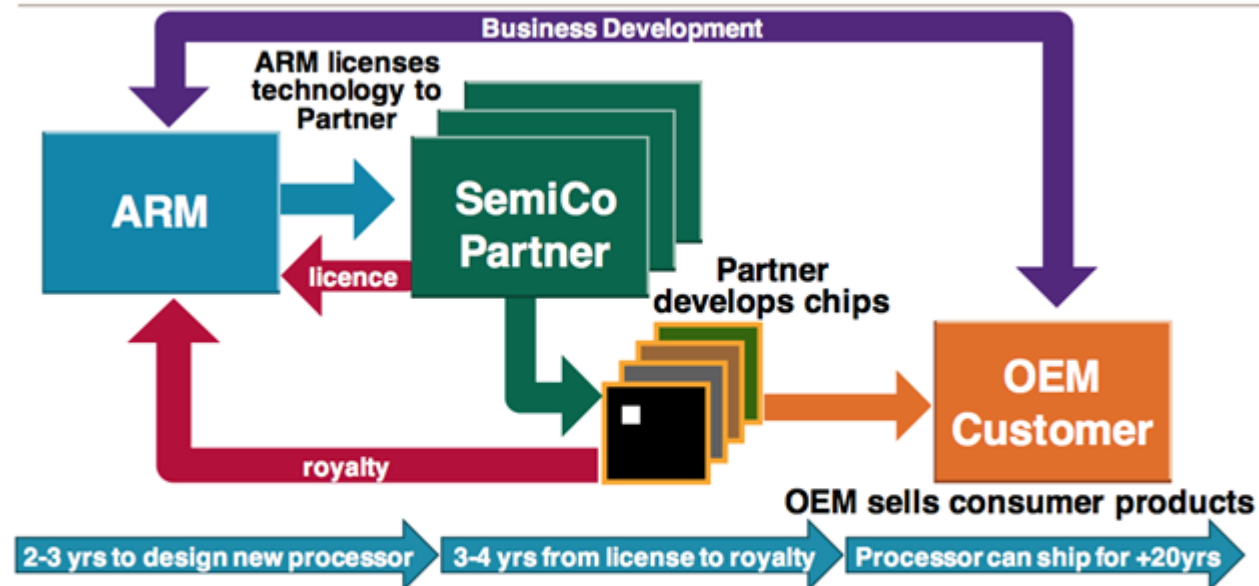 Business Development
ARM licenses
technology to
Partner
ARM
SemiCo
Partner
licence
Partner
develops chips
OEM
Customer
royalty
OEM sells consumer products
2-3 yrs to design new processor
3-4 yrs from license to royalty
Processor can ship for +20yrs